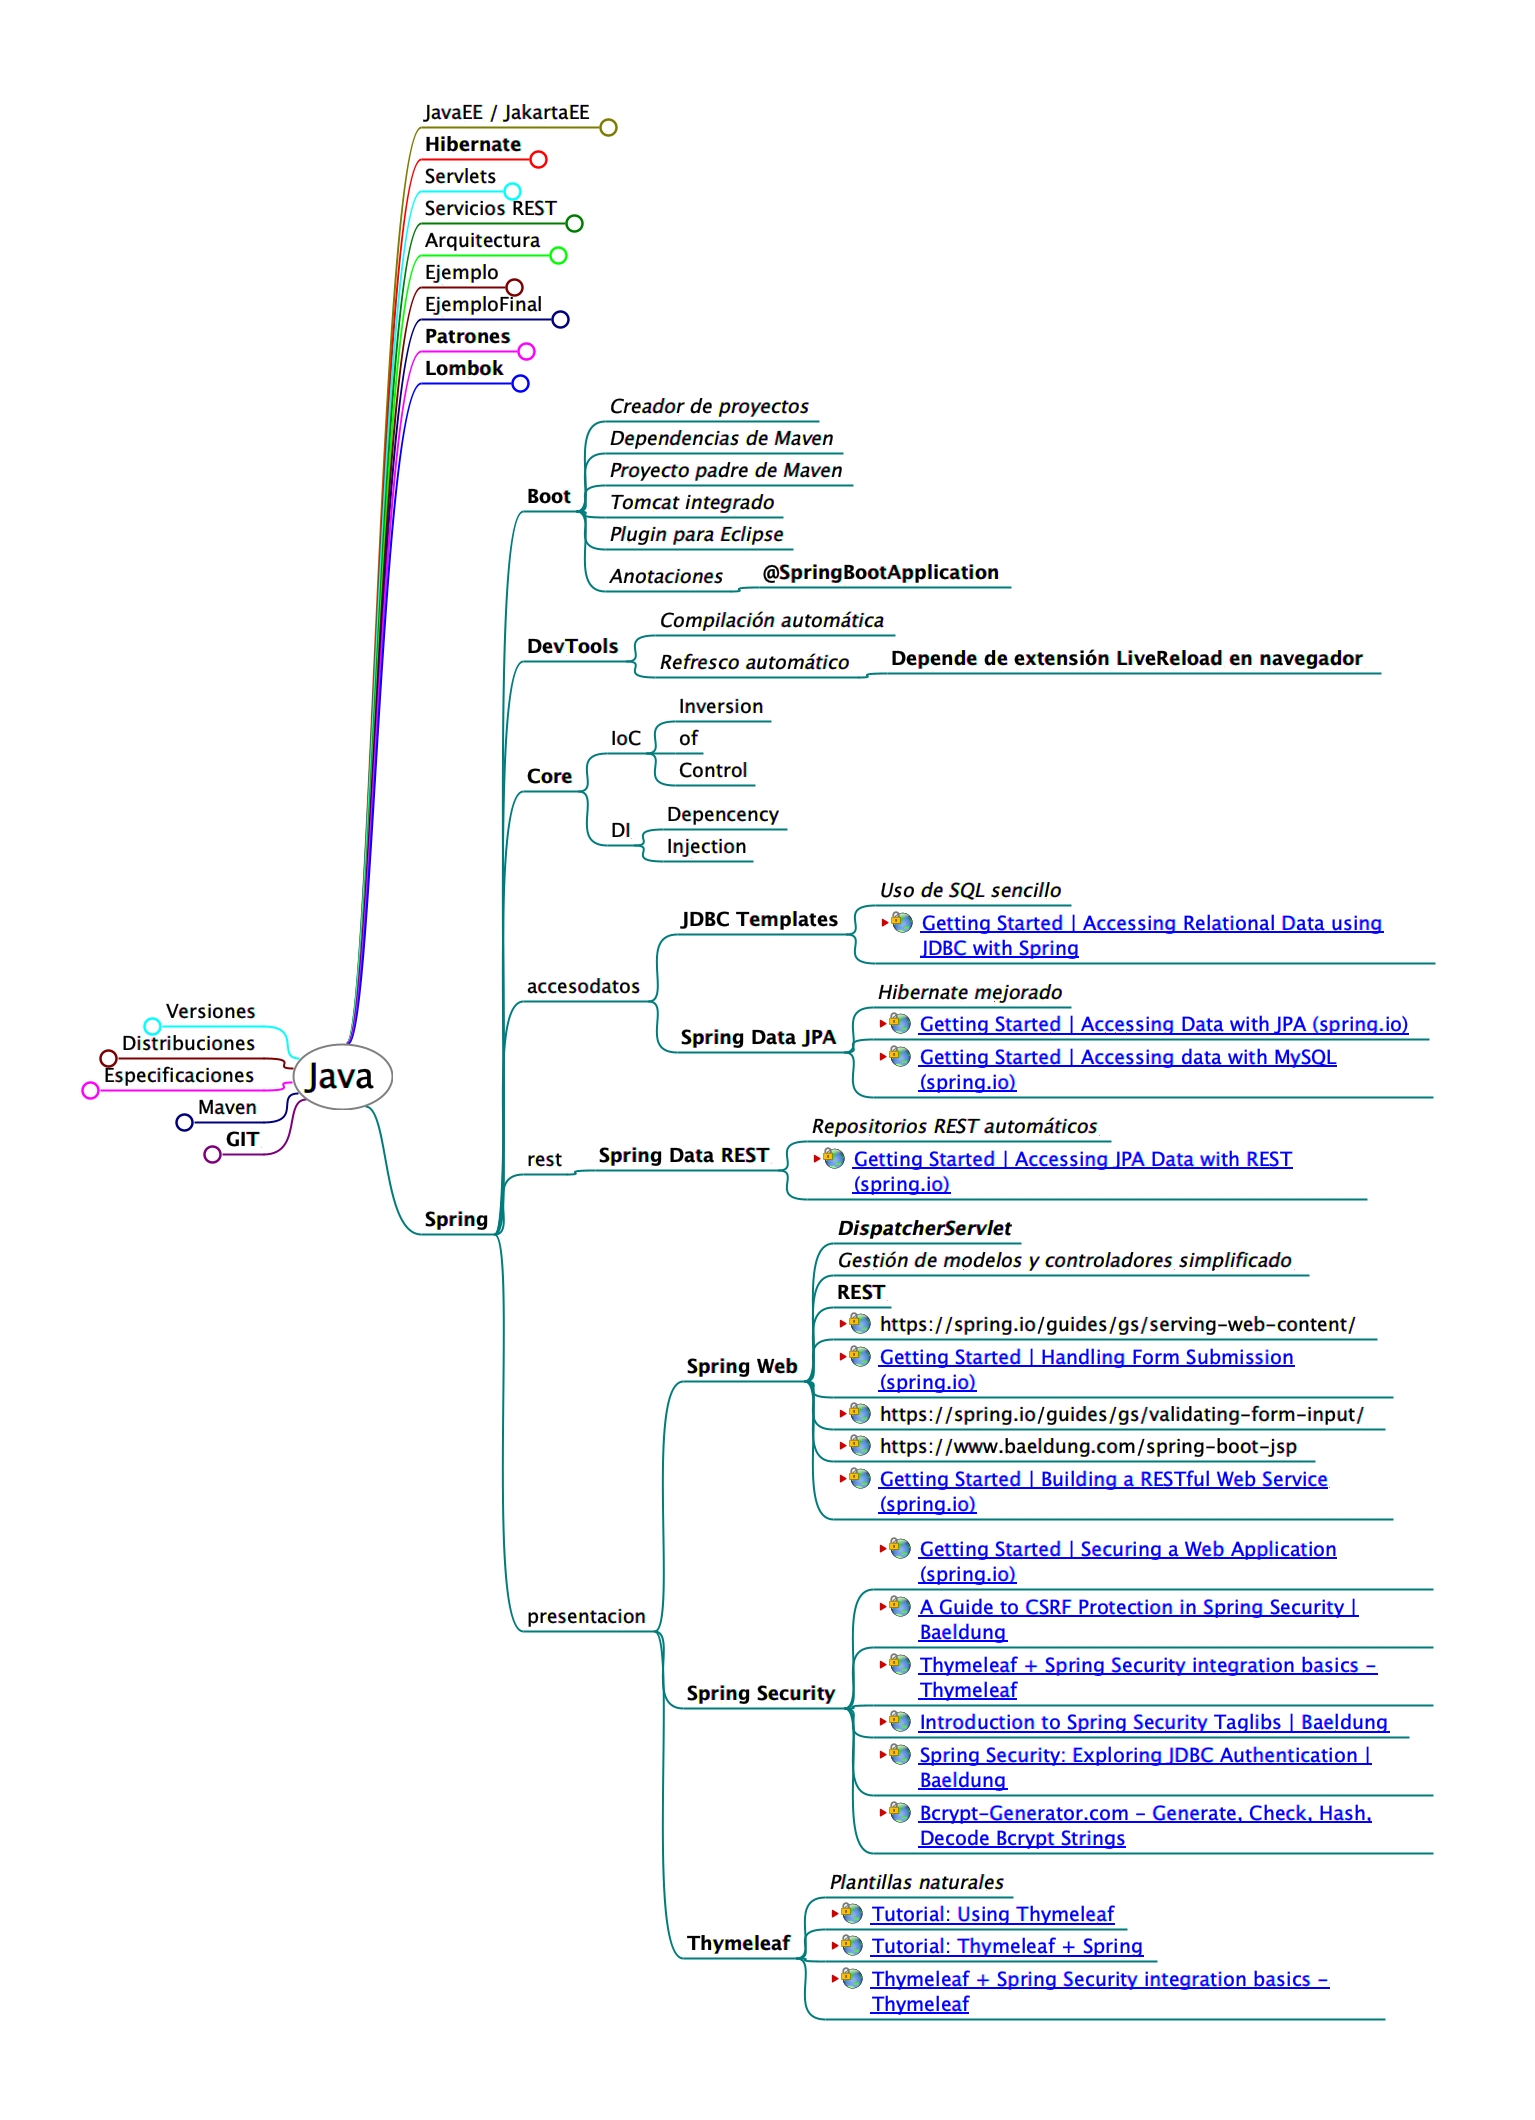 JavaEE / JakartaEE
Hibernate
Servlets
Servicios REST
Arquitectura
Ejemplo
EjemploFinal
Patrones
Lombok
Creador de proyectos
Dependencias de Maven
Proyecto padre de Maven
Boot
Tomcat integrado
Plugin para Eclipse
Anotaciones
@SpringBootApplication
Compilación automática
DevTools
Refresco automático
Depende de extensión LiveReload en navegador
Inversion
IoC
of
Control
Core
Depencency
DI
Injection
Uso de SQL sencillo
JDBC Templates
Getting Started | Accessing Relational Data using
JDBC with Spring
accesodatos
Hibernate mejorado
Spring Data JPA
Getting Started | Accessing Data with JPA (spring.io)
Getting Started | Accessing data with MySQL
(spring.io)
Versiones
Distribuciones
Especificaciones
Maven
GIT
Java
Repositorios REST automáticos
rest
Spring Data REST
Getting Started | Accessing JPA Data with REST
(spring.io)
Spring
DispatcherServlet
Gestión de modelos y controladores simplificado
REST
https://spring.io/guides/gs/serving-web-content/
Spring Web
Getting Started | Handling Form Submission
(spring.io)
https://spring.io/guides/gs/validating-form-input/
https://www.baeldung.com/spring-boot-jsp
Getting Started | Building a RESTful Web Service
(spring.io)
presentacion
Getting Started | Securing a Web Application
(spring.io)
A Guide to CSRF Protection in Spring Security |
Baeldung
Thymeleaf + Spring Security integration basics -
Thymeleaf
Spring Security
Introduction to Spring Security Taglibs | Baeldung
Spring Security: Exploring JDBC Authentication |
Baeldung
Bcrypt-Generator.com - Generate, Check, Hash,
Decode Bcrypt Strings
Plantillas naturales
Thymeleaf
Tutorial: Using Thymeleaf
Tutorial: Thymeleaf + Spring
Thymeleaf + Spring Security integration basics -
Thymeleaf